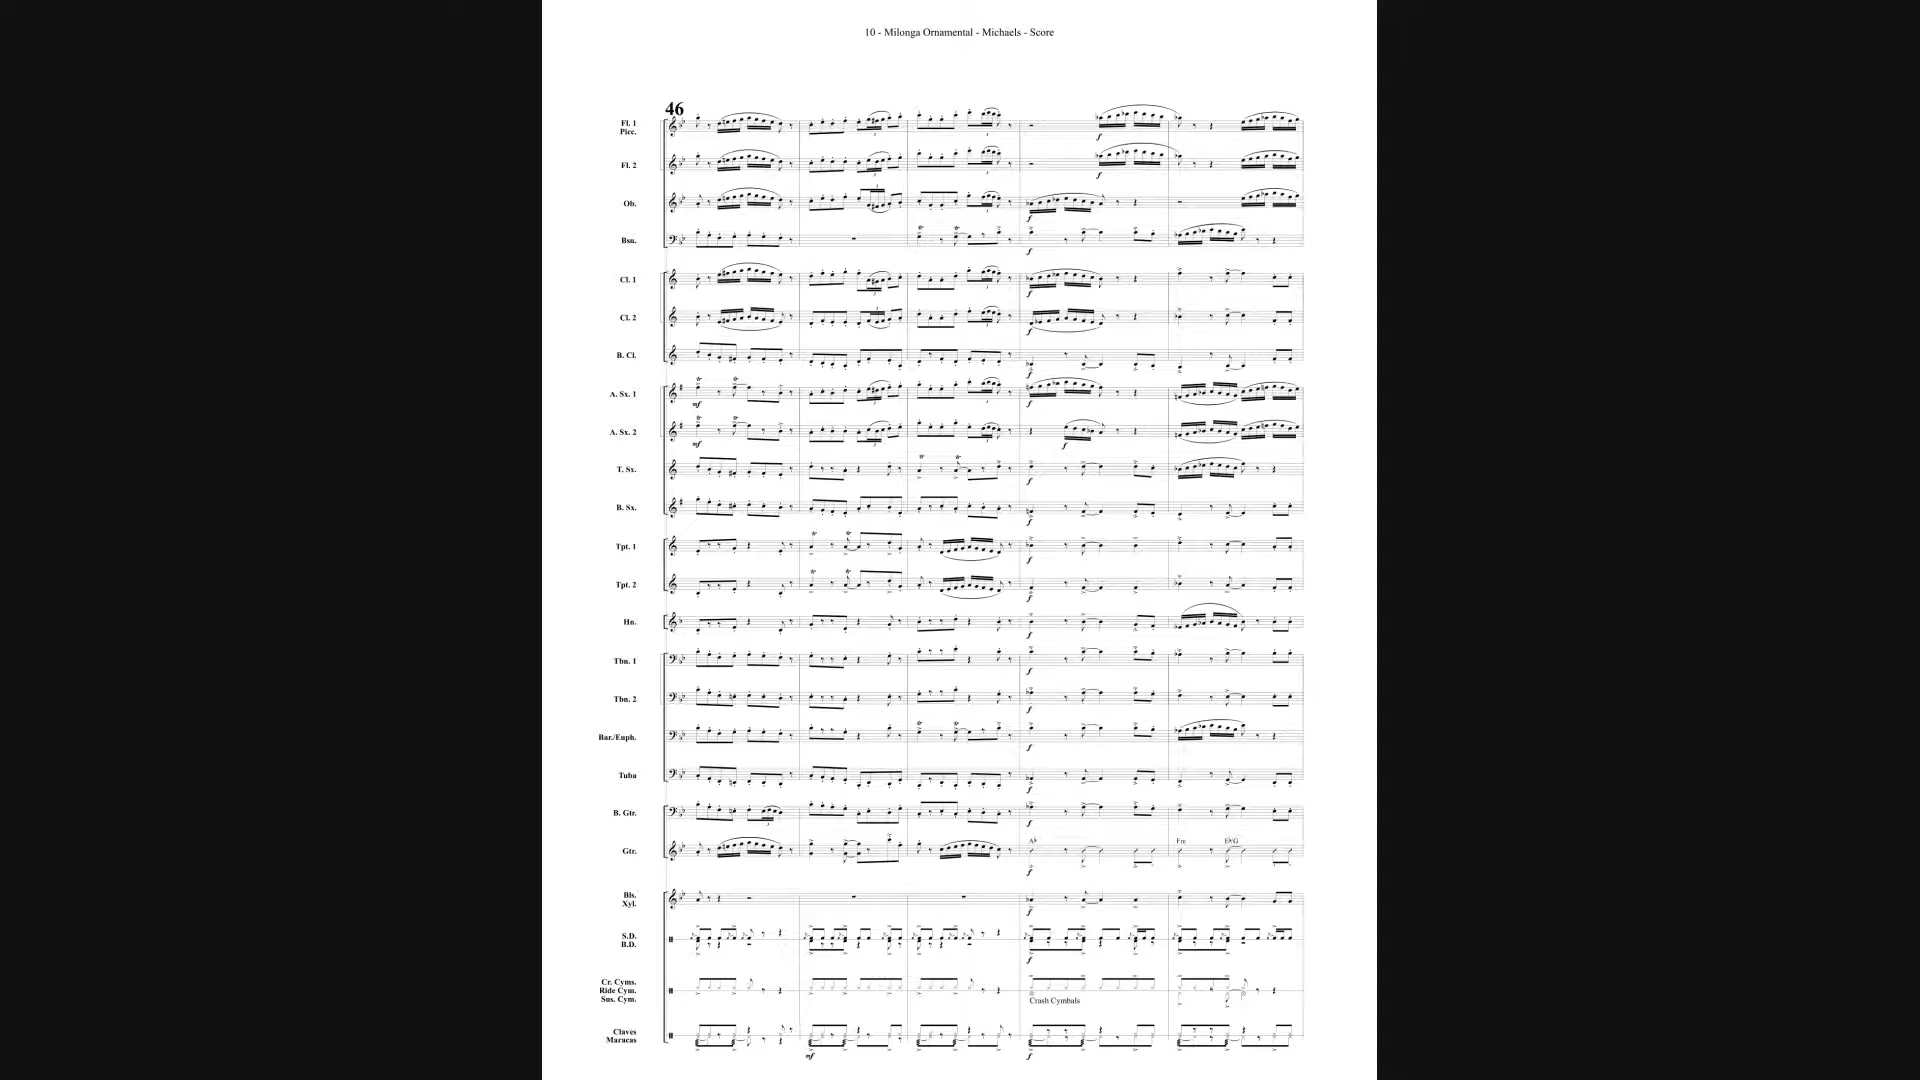 10 - Milonga Ornamental - Michaels - Score
46
Fl. 1
Picc.
f
Fl. 2
f
Ob.
f
Bsn.
f
Cl. 1
f
Cl. 2
f
B. Cl.
f
A. Sx. 1
mf
f
A. Sx. 2
mf
f
T. Sx.
f
B. Sx.
f
Tpt. 1
f
Tpt. 2
f
Hn.
f
Tbn. 1
f
Tbn. 2
f
Bar./Euph.
f
Tuba
f
B. Gtr.
f
Gtr.
A♭ Fm E♭/G
f
Bls.
Xyl.
f
S.D.
B.D.
f
Cr. Cyms.
Ride Cym.
Sus. Cym.
Crash Cymbals
Claves
Maracas
mf
f